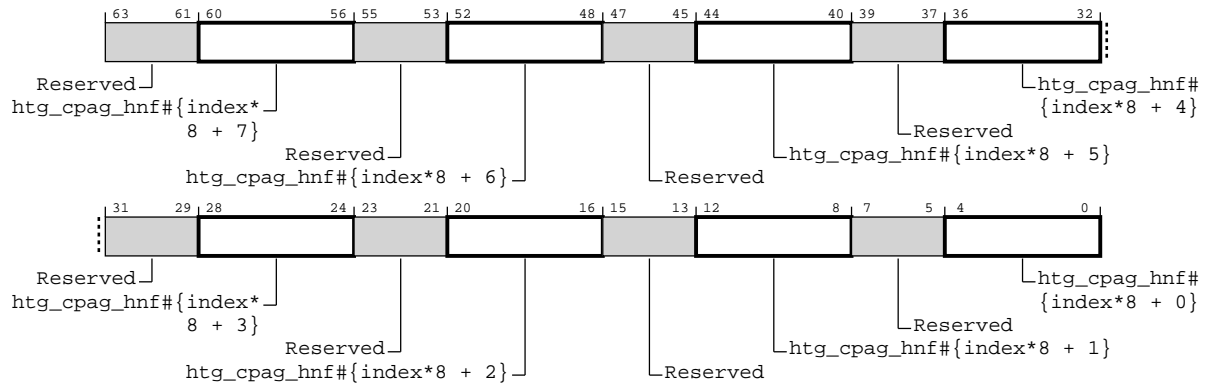 63 61 60 56 55 53 52 48 47 45 44 40 39 37 36 32
Reserved
htg_cpag_hnf#{index*
8 + 7}
Reserved
htg_cpag_hnf#{index*8 + 6}
Reserved
htg_cpag_hnf#{index*8 + 5}
Reserved
htg_cpag_hnf#
{index*8 + 4}
31 29 28 24 23 21 20 16 15 13 12 8 7 5 4 0
Reserved
htg_cpag_hnf#{index*
8 + 3}
Reserved
htg_cpag_hnf#{index*8 + 2}
Reserved
htg_cpag_hnf#{index*8 + 1}
Reserved
htg_cpag_hnf#
{index*8 + 0}